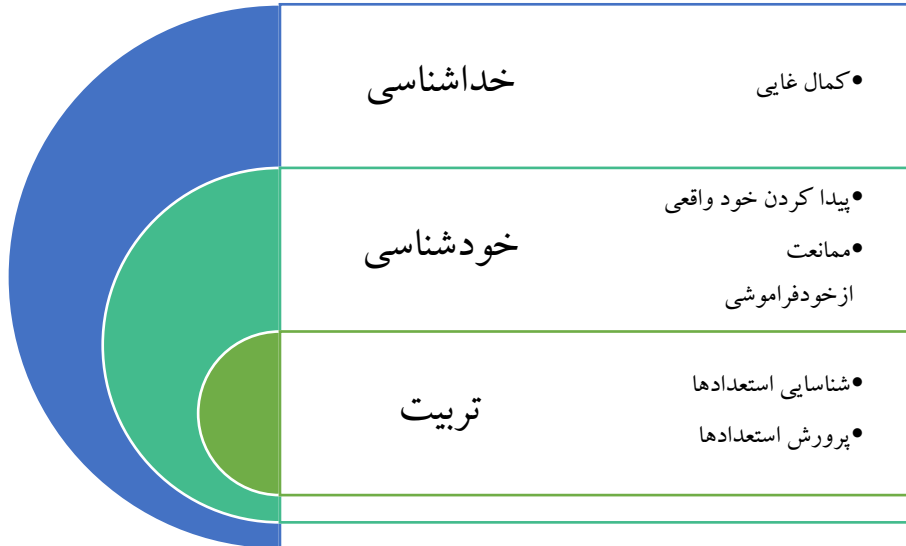 خداشناسی
•کمال غایی
خودشناسی
•پیدا کردن خود واقعی
•ممانعت
ازخودفراموشی
تربیت
•شناسایی استعدادها
•پرورش استعدادها